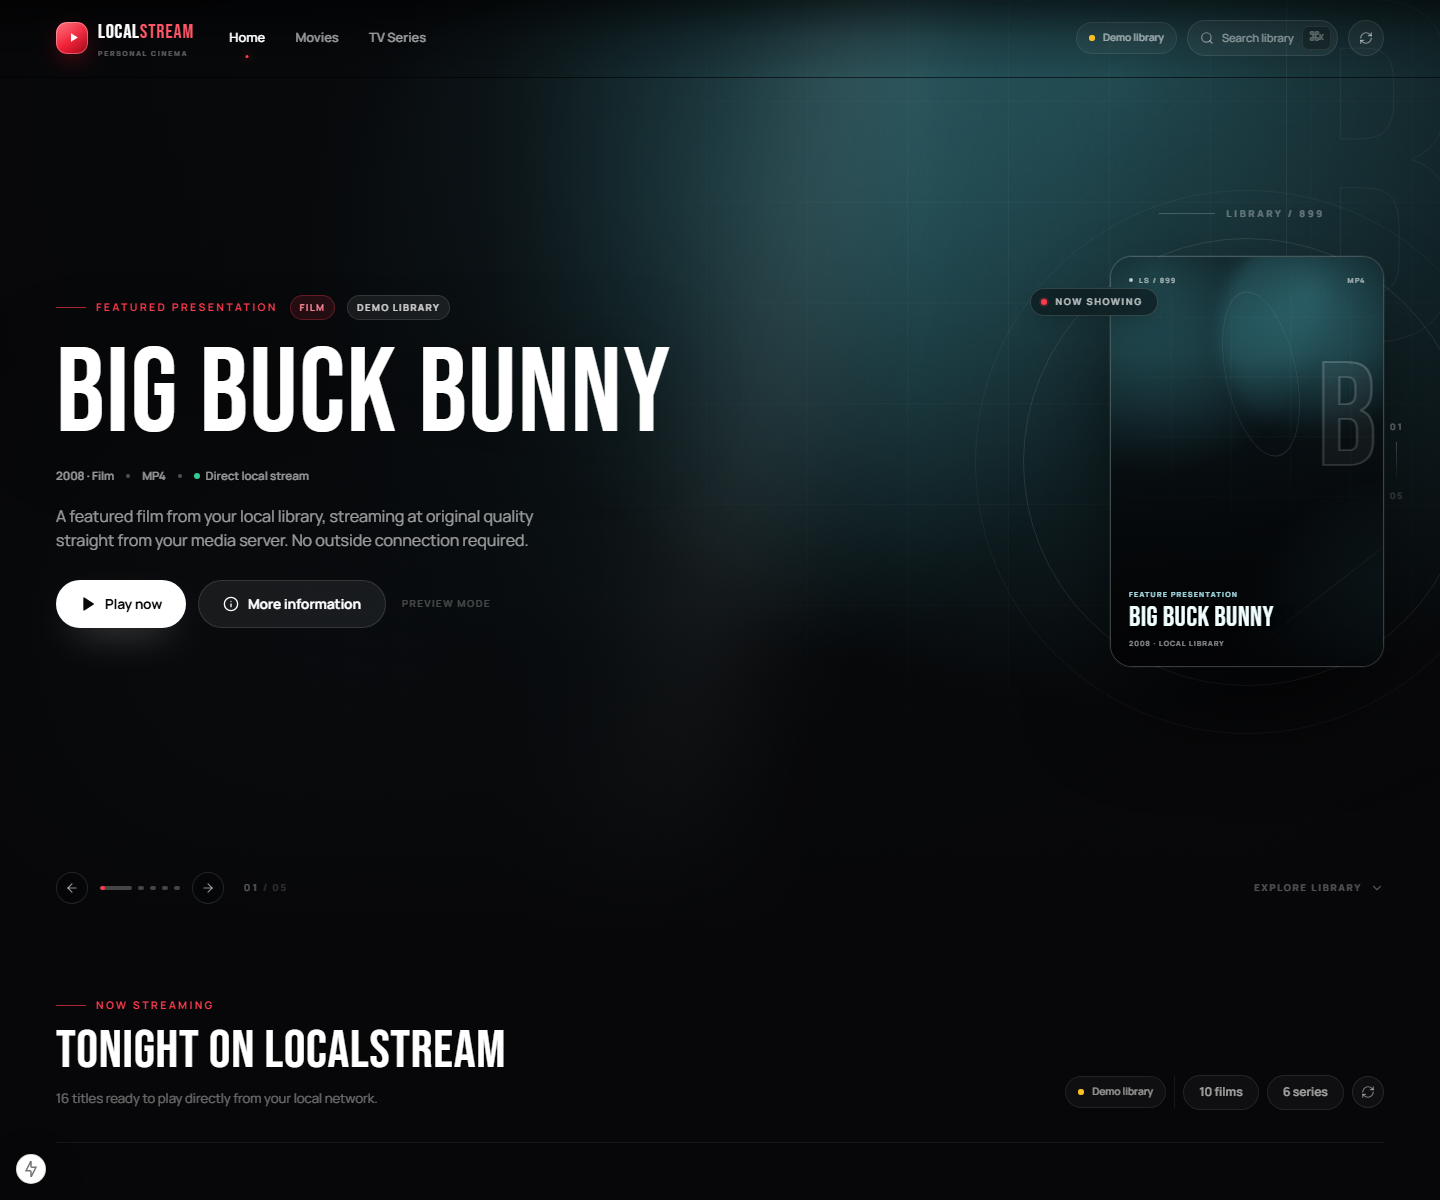 LOCALSTREAM
PERSONAL CINEMA
Home Movies TV Series
Demo library
Search library
LIBRARY / 899
LS / 899 MP4
NOW SHOWING
FEATURED PRESENTATION FILM DEMO LIBRARY
BIG BUCK BUNNY
B
01
05
2008 · Film • MP4 • Direct local stream
A featured film from your local library, streaming at original quality
straight from your media server. No outside connection required.
Play now More information PREVIEW MODE
FEATURE PRESENTATION
BIG BUCK BUNNY
2008 · LOCAL LIBRARY
01 / 05
EXPLORE LIBRARY
NOW STREAMING
TONIGHT ON LOCALSTREAM
16 titles ready to play directly from your local network.
Demo library 10 films 6 series